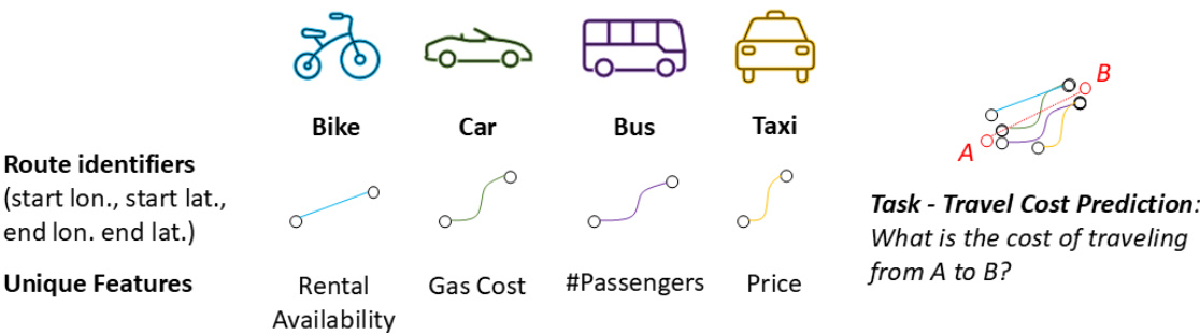 Bike Car Bus Taxi
Route identifiers
(start lon., start lat.,
end lon. end lat.)
Unique Features
Rental
Availability
Gas Cost
#Passengers
Price
A
B
Task - Travel Cost Prediction:
What is the cost of traveling
from A to B?